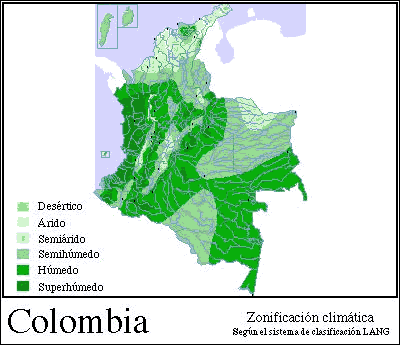 Desértico
Árido
Semiárido
Semihúmedo
Húmedo
Superhúmedo
Colombia
Zonificación climática
Según el sistema de clasificación LANG